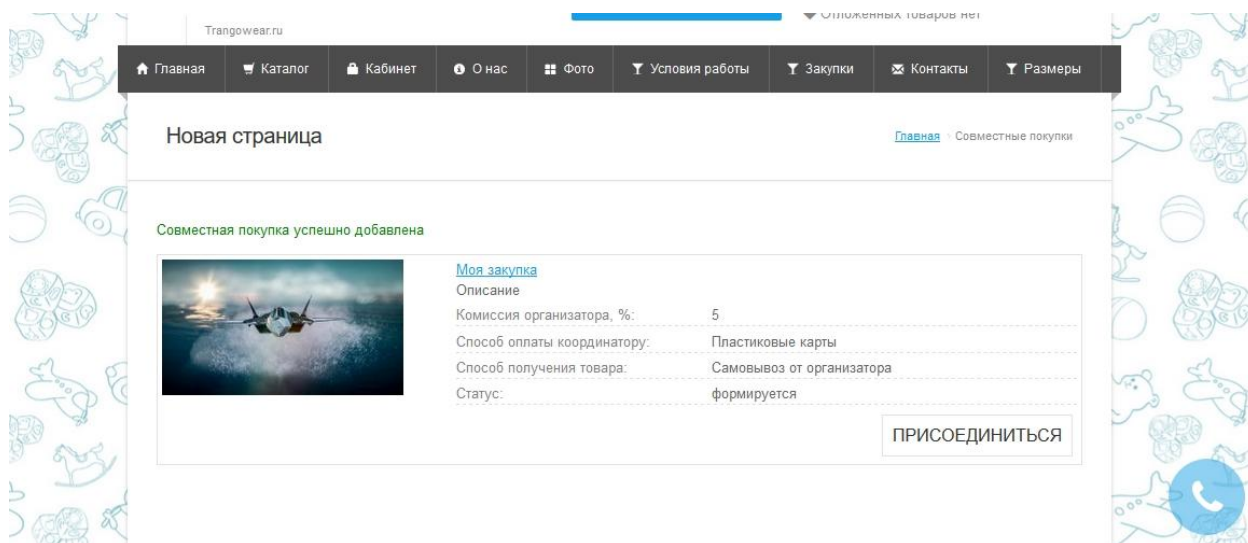 Отложенных товаров нет
Trangowear.ru
Главная Каталог Кабинет О нас Фото Условия работы Закупки Контакты Размеры
Новая страница
Главная Совместные покупки
Совместная покупка успешно добавлена
Моя закупка
Описание
Комиссия организатора, %: 5
Способ оплаты координатору: Пластиковые карты
Способ получения товара: Самовывоз от организатора
Статус: формируется
ПРИСОЕДИНИТЬСЯ